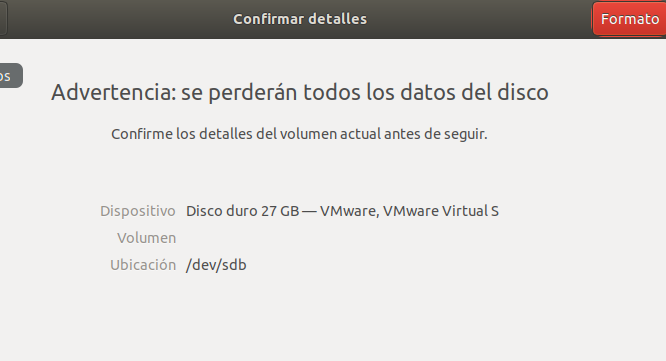 Confirmar detalles
Formato
os
Advertencia: se perderán todos los datos del disco
Confirme los detalles del volumen actual antes de seguir.
Dispositivo Disco duro 27 GB — VMware, VMware Virtual S
Volumen
Ubicación /dev/sdb